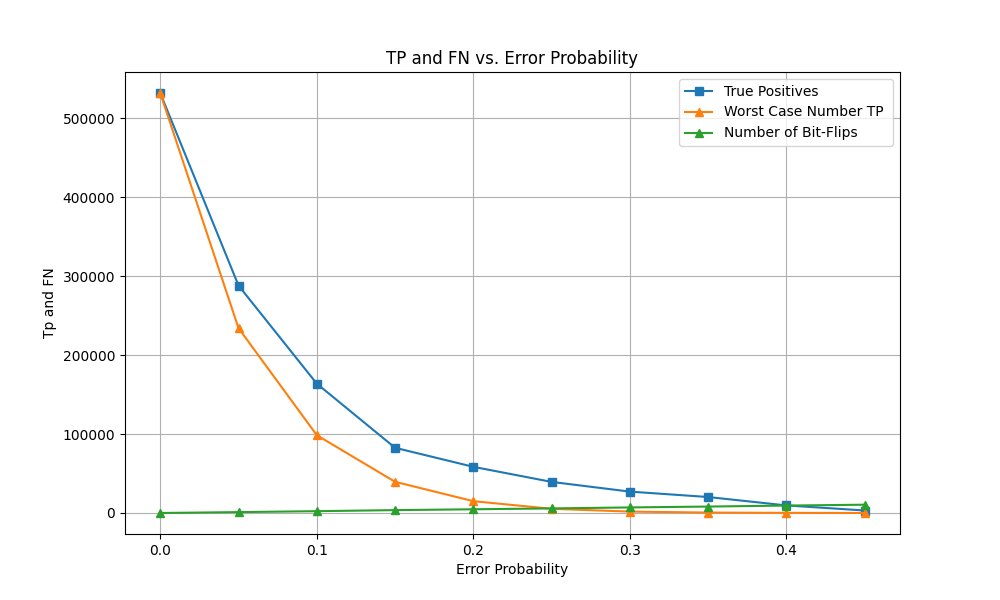 TP and FN vs. Error Probability
True Positives
Worst Case Number TP
Number of Bit-Flips
Tp and FN
500000
400000
300000
200000
100000
0
0.0
0.1
0.2
0.3
0.4
Error Probability